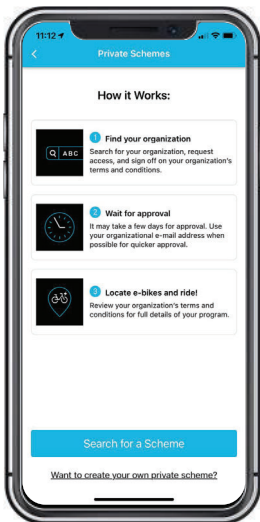 11:12
Private Schemes
How it Works:
1 Find your organization
Search for your organization, request
access, and sign off on your organization's
terms and conditions.
Q ABC
2 Wait for approval
It may take a few days for approval. Use
your organizational e-mail address when
possible for quicker approval.
3 Locate e-bikes and ride!
Review your organization's terms and
conditions for full details of your program.
Search for a Scheme
Want to create your own private scheme?